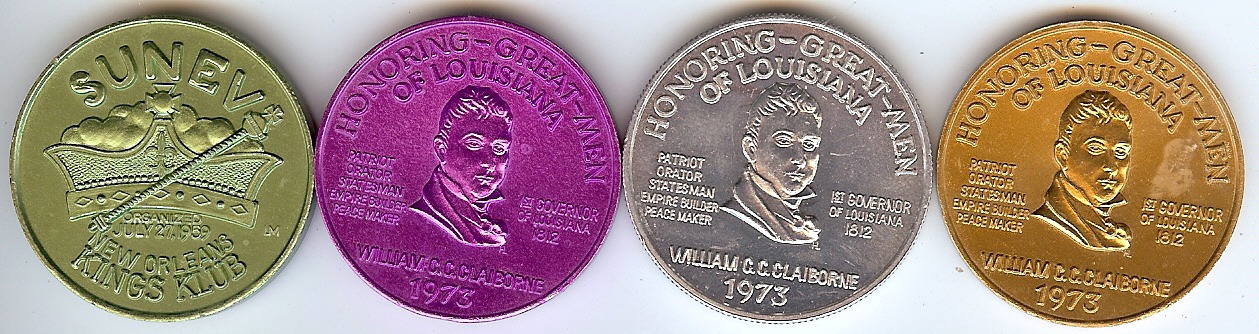 SUNEV
ORGANIZED
JULY 27, 1959
LM
NEW ORLEANS
KINGS KLUB
HONORING-GREAT-MEN
OF LOUISIANA
PATRIOT
ORATOR
STATESMAN
EMPIRE BUILDER
PEACE MAKER
1ST GOVERNOR
OF LOUISIANA
1812
WILLIAM C.C. CLAIBORNE
1973
HONORING-GREAT-MEN
OF LOUISIANA
PATRIOT
ORATOR
STATESMAN
EMPIRE BUILDER
PEACE MAKER
1ST GOVERNOR
OF LOUISIANA
1812
WILLIAM C.C. CLAIBORNE
1973
HONORING-GREAT-MEN
OF LOUISIANA
PATRIOT
ORATOR
STATESMAN
EMPIRE BUILDER
PEACE MAKER
1ST GOVERNOR
OF LOUISIANA
1812
WILLIAM C.C. CLAIBORNE
1973